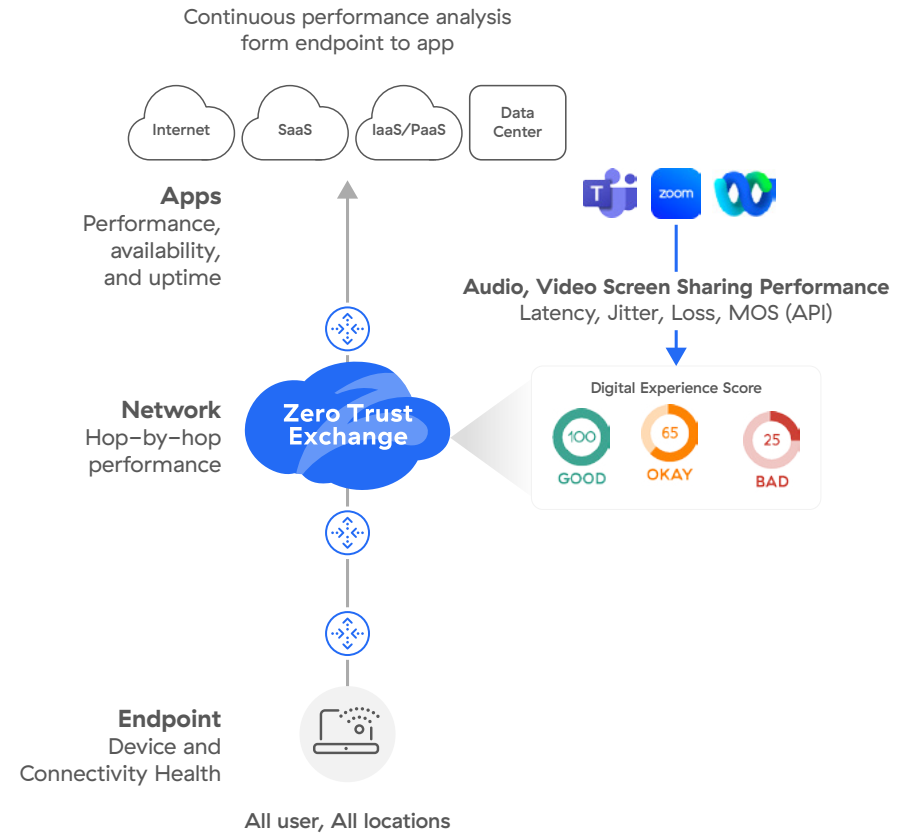 Continuous performance analysis
form endpoint to app
Internet
SaaS
IaaS/PaaS
Data
Center
Apps
Performance,
availability,
and uptime
T
zoom
Audio, Video Screen Sharing Performance
Latency, Jitter, Loss, MOS (API)
Network
Hop-by-hop
performance
Zero Trust
Exchange
Digital Experience Score
100
GOOD
65
OKAY
25
BAD
Endpoint
Device and
Connectivity Health
All user, All locations